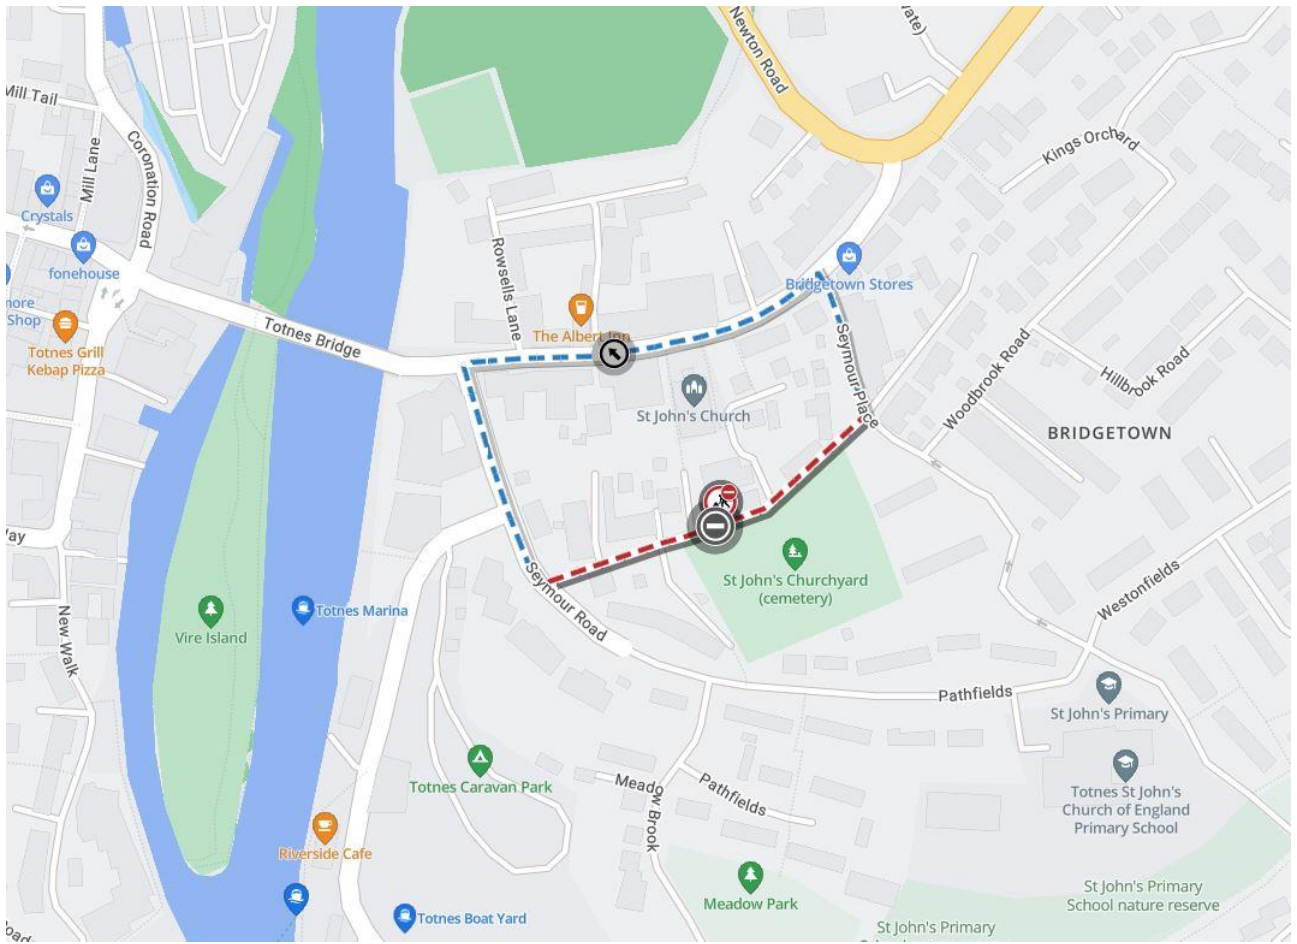 Newton Road
vate)
Mill Tail
Mill Lane
Coronation Road
Crystals
fonehouse
more
Shop
Totnes Grill
Kebap Pizza
Totnes Bridge
Rowsells Lane
The Albert Inn
Bridgetown Stores
Kings Orchard
Seymour Place
St John's Church
Woodbrook Road
Hillbrook Road
BRIDGETOWN
Way
New Walk
Vire Island
Totnes Marina
Seymour Road
St John's Churchyard
(cemetery)
Westonfields
Pathfields
St John's Primary
Totnes Caravan Park
Meadow Brook
Pathfields
Totnes St John's
Church of England
Primary School
Riverside Cafe
Meadow Park
St John's Primary
School nature reserve
Totnes Boat Yard
St John's Primary
Road